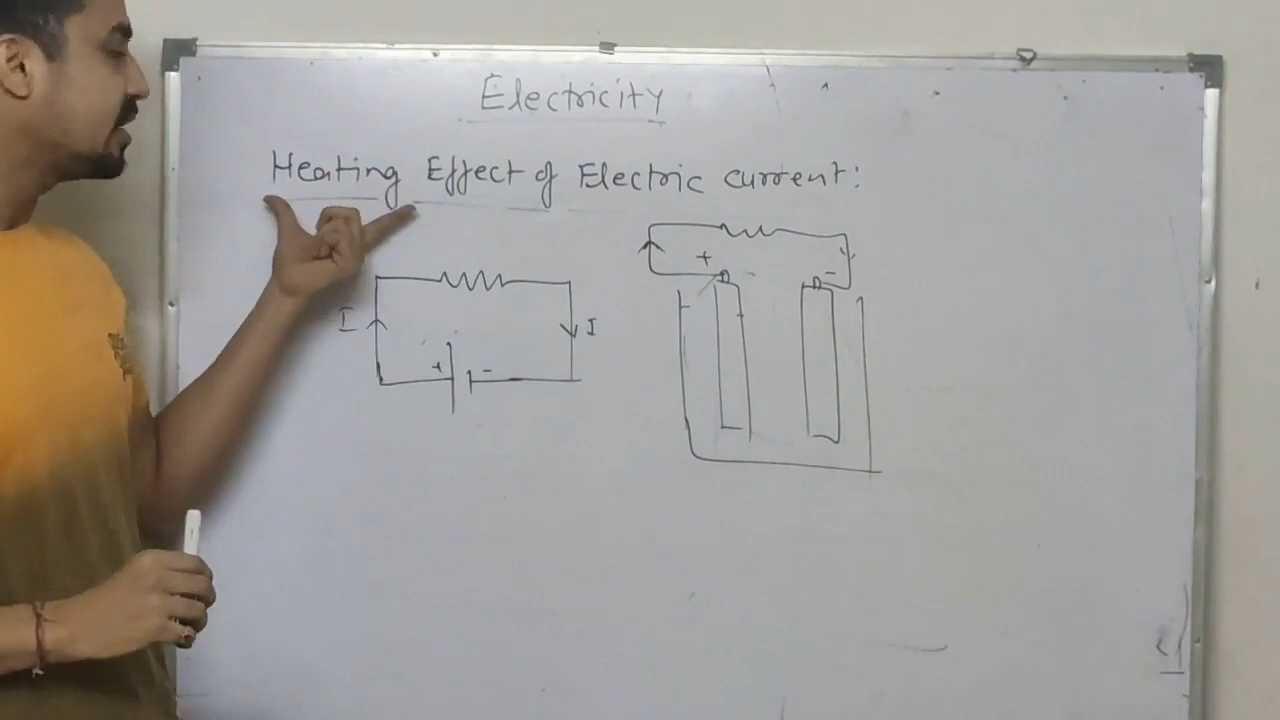 Electricity
Heating Effect of Electric current:
+ -
I I
+ -